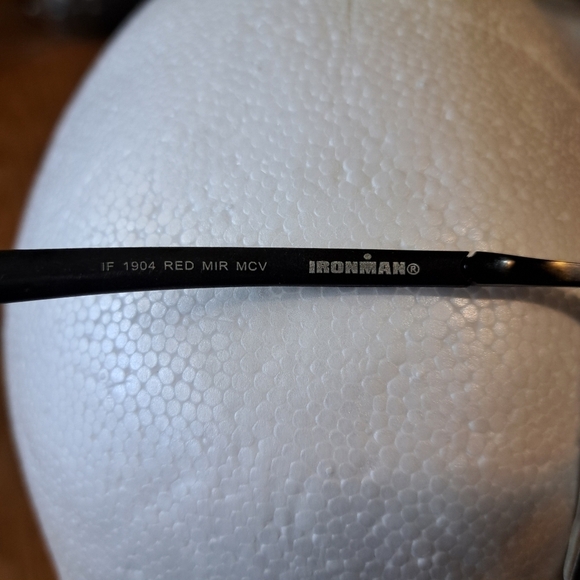 IF 1904 RED MIR MCV IRONMAN®